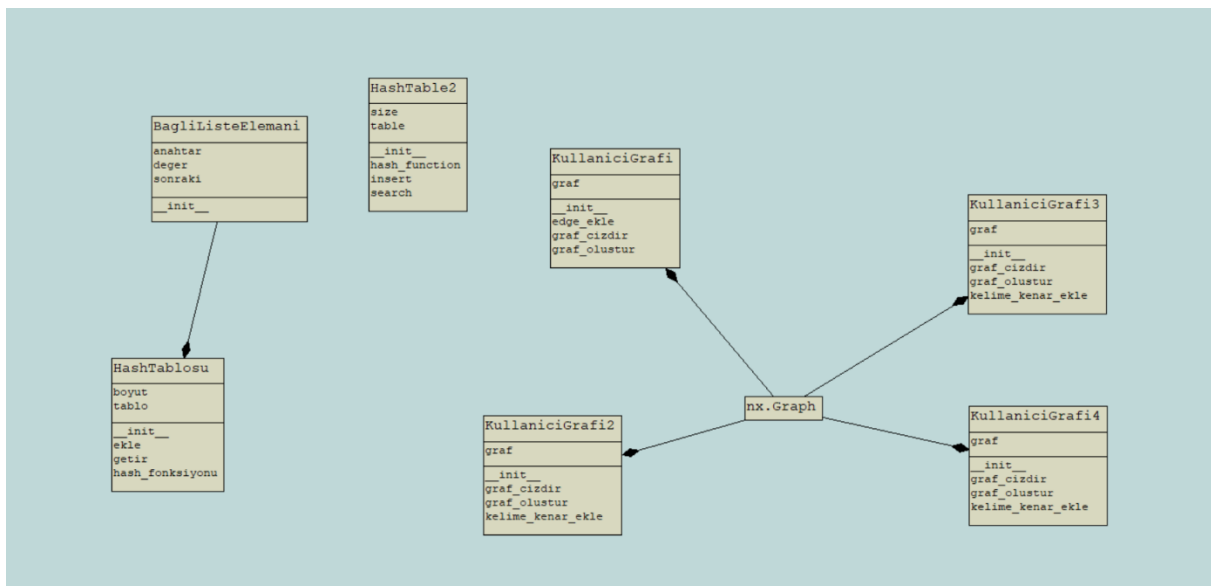 HashTable2
size
table
__init__
hash_function
insert
search
BagliListeElemani
anahtar
deger
sonraki
__init__
KullaniciGrafi
graf
__init__
edge_ekle
graf_cizdir
graf_olustur
KullaniciGrafi3
graf
__init__
graf_cizdir
graf_olustur
kelime_kenar_ekle
HashTablosu
boyut
tablo
__init__
ekle
getir
hash_fonksiyonu
nx.Graph
KullaniciGrafi2
graf
__init__
graf_cizdir
graf_olustur
kelime_kenar_ekle
KullaniciGrafi4
graf
__init__
graf_cizdir
graf_olustur
kelime_kenar_ekle